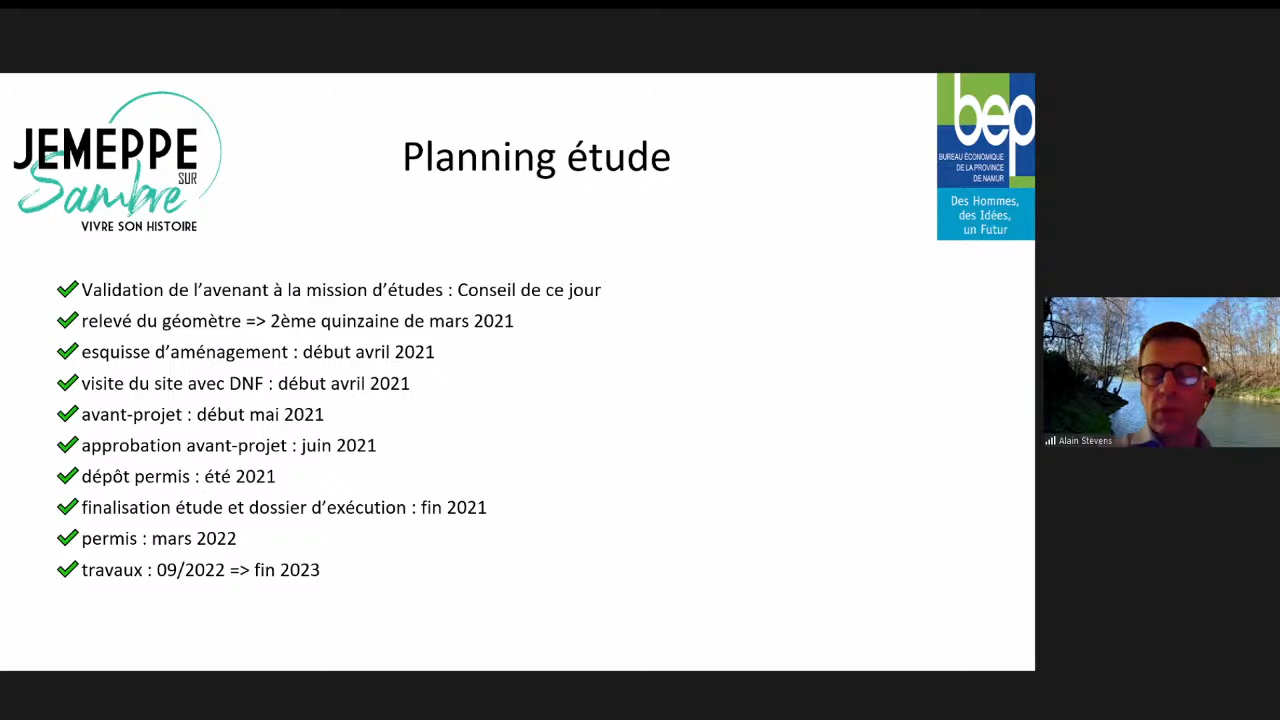 JEMEPPE
SUR
Sambre
VIVRE SON HISTOIRE
Planning étude
bep
BUREAU ÉCONOMIQUE
DE LA PROVINCE
DE NAMUR
Des Hommes,
des Idées,
un Futur
Validation de l’avenant à la mission d’études : Conseil de ce jour
relevé du géomètre => 2ème quinzaine de mars 2021
esquisse d’aménagement : début avril 2021
visite du site avec DNF : début avril 2021
avant-projet : début mai 2021
approbation avant-projet : juin 2021
dépôt permis : été 2021
finalisation étude et dossier d’exécution : fin 2021
permis : mars 2022
travaux : 09/2022 => fin 2023
Alain Stevens